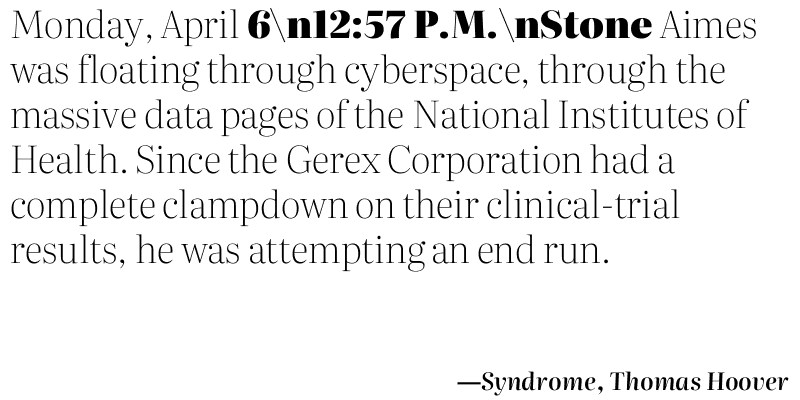 Monday, April 6\n12:57 P.M.\nStone Aimes
was floating through cyberspace, through the
massive data pages of the National Institutes of
Health. Since the Gerex Corporation had a
complete clampdown on their clinical-trial
results, he was attempting an end run.
—Syndrome, Thomas Hoover